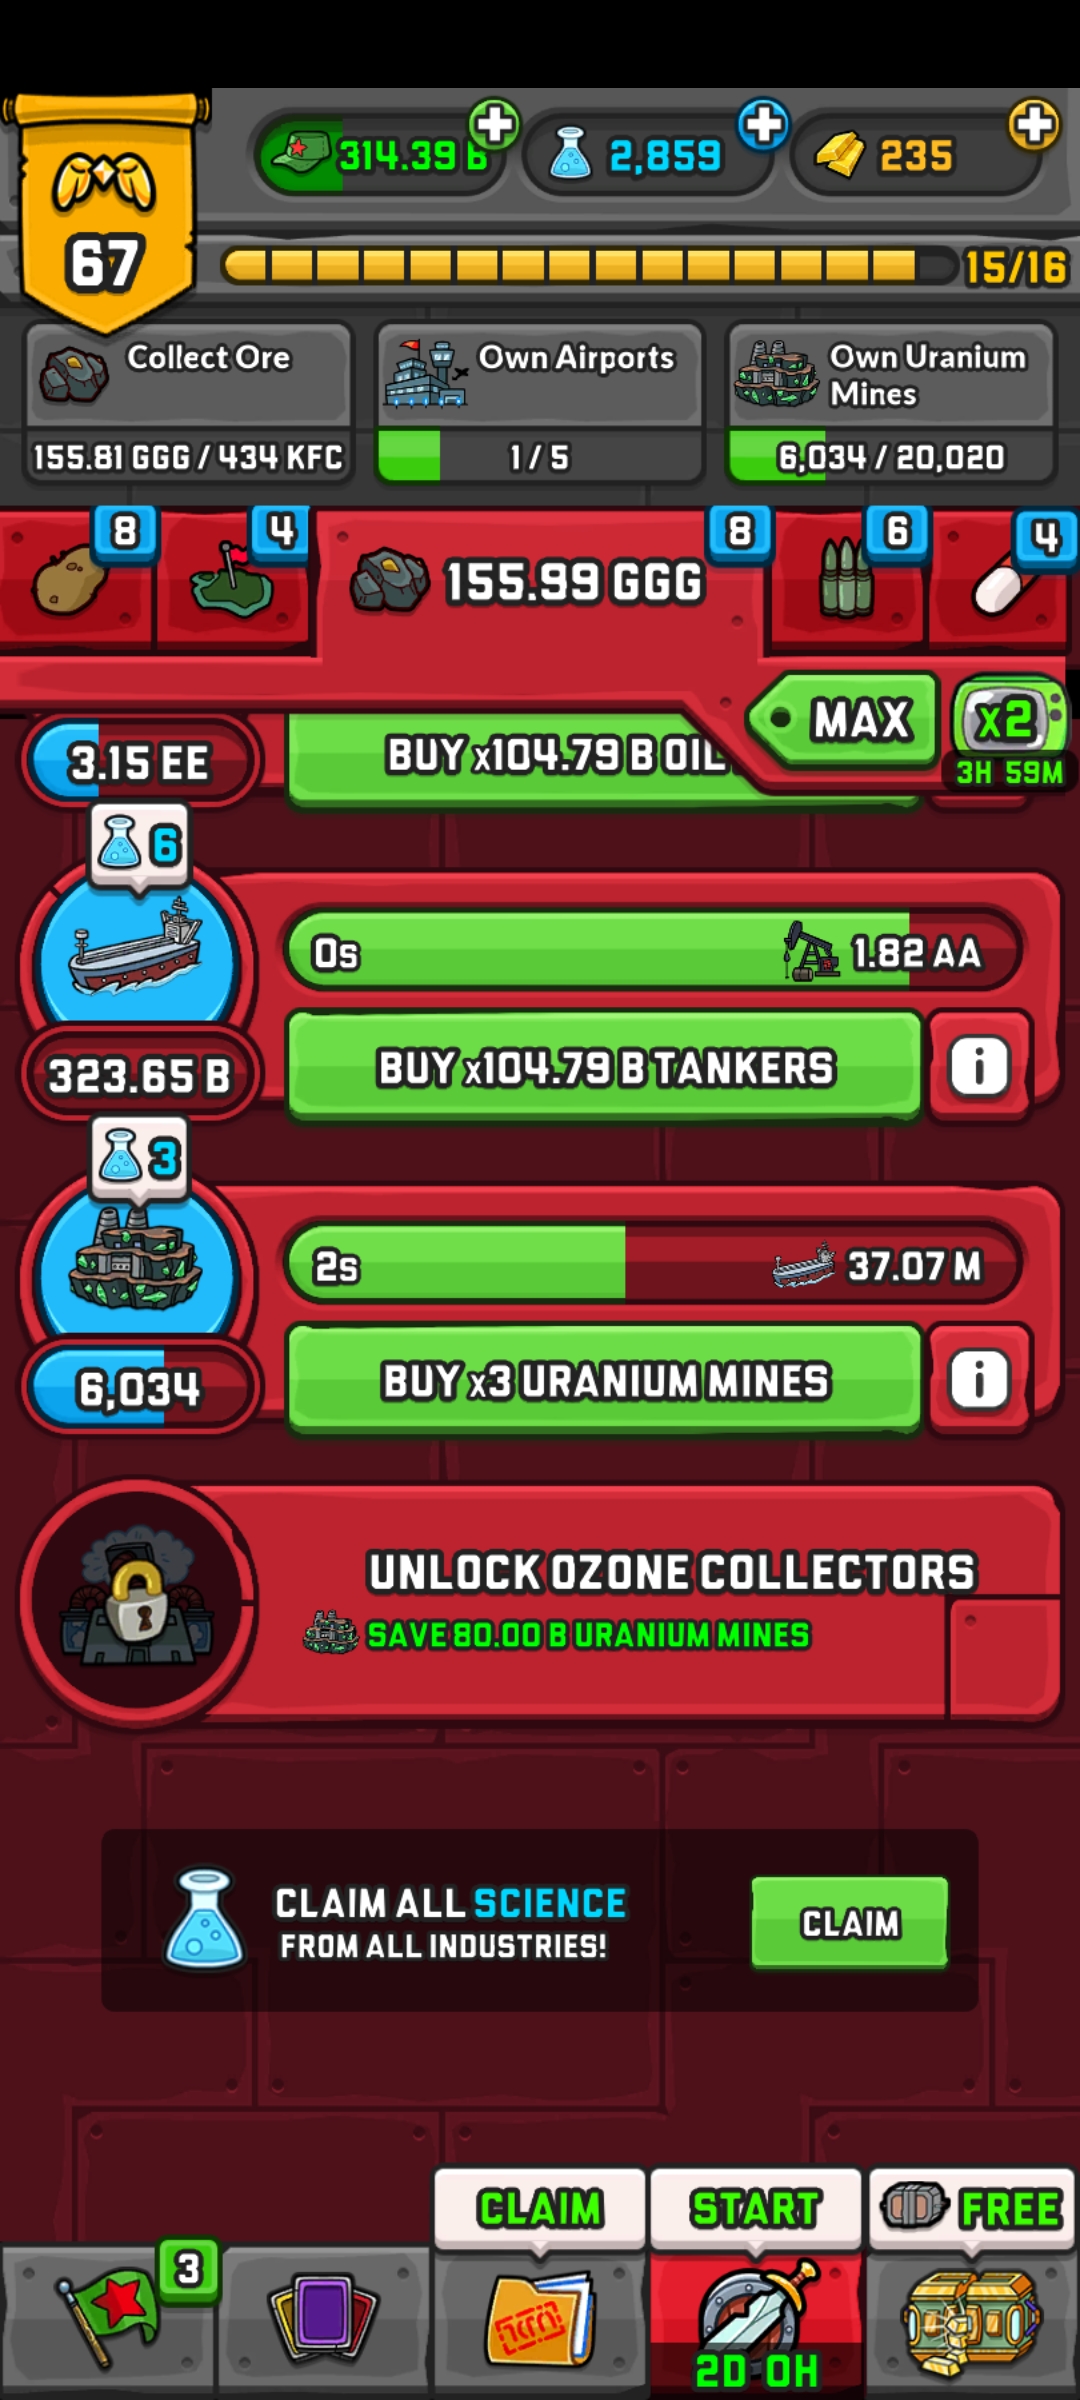 314.39 B
2,859
235
67
15/16
Collect Ore
155.81 GGG / 434 KFC
Own Airports
1 / 5
Own Uranium
Mines
6,034 / 20,020
8
4
155.99 GGG
8
6
4
MAX
x2
3H 59M
3.15 EE
BUY x104.79 B OIL
6
0s
1.82 AA
323.65 B
BUY x104.79 B TANKERS
i
3
2s
37.07 M
6,034
BUY x3 URANIUM MINES
i
UNLOCK OZONE COLLECTORS
SAVE 80.00 B URANIUM MINES
CLAIM ALL SCIENCE
FROM ALL INDUSTRIES!
CLAIM
CLAIM
START
FREE
3
2D 0H